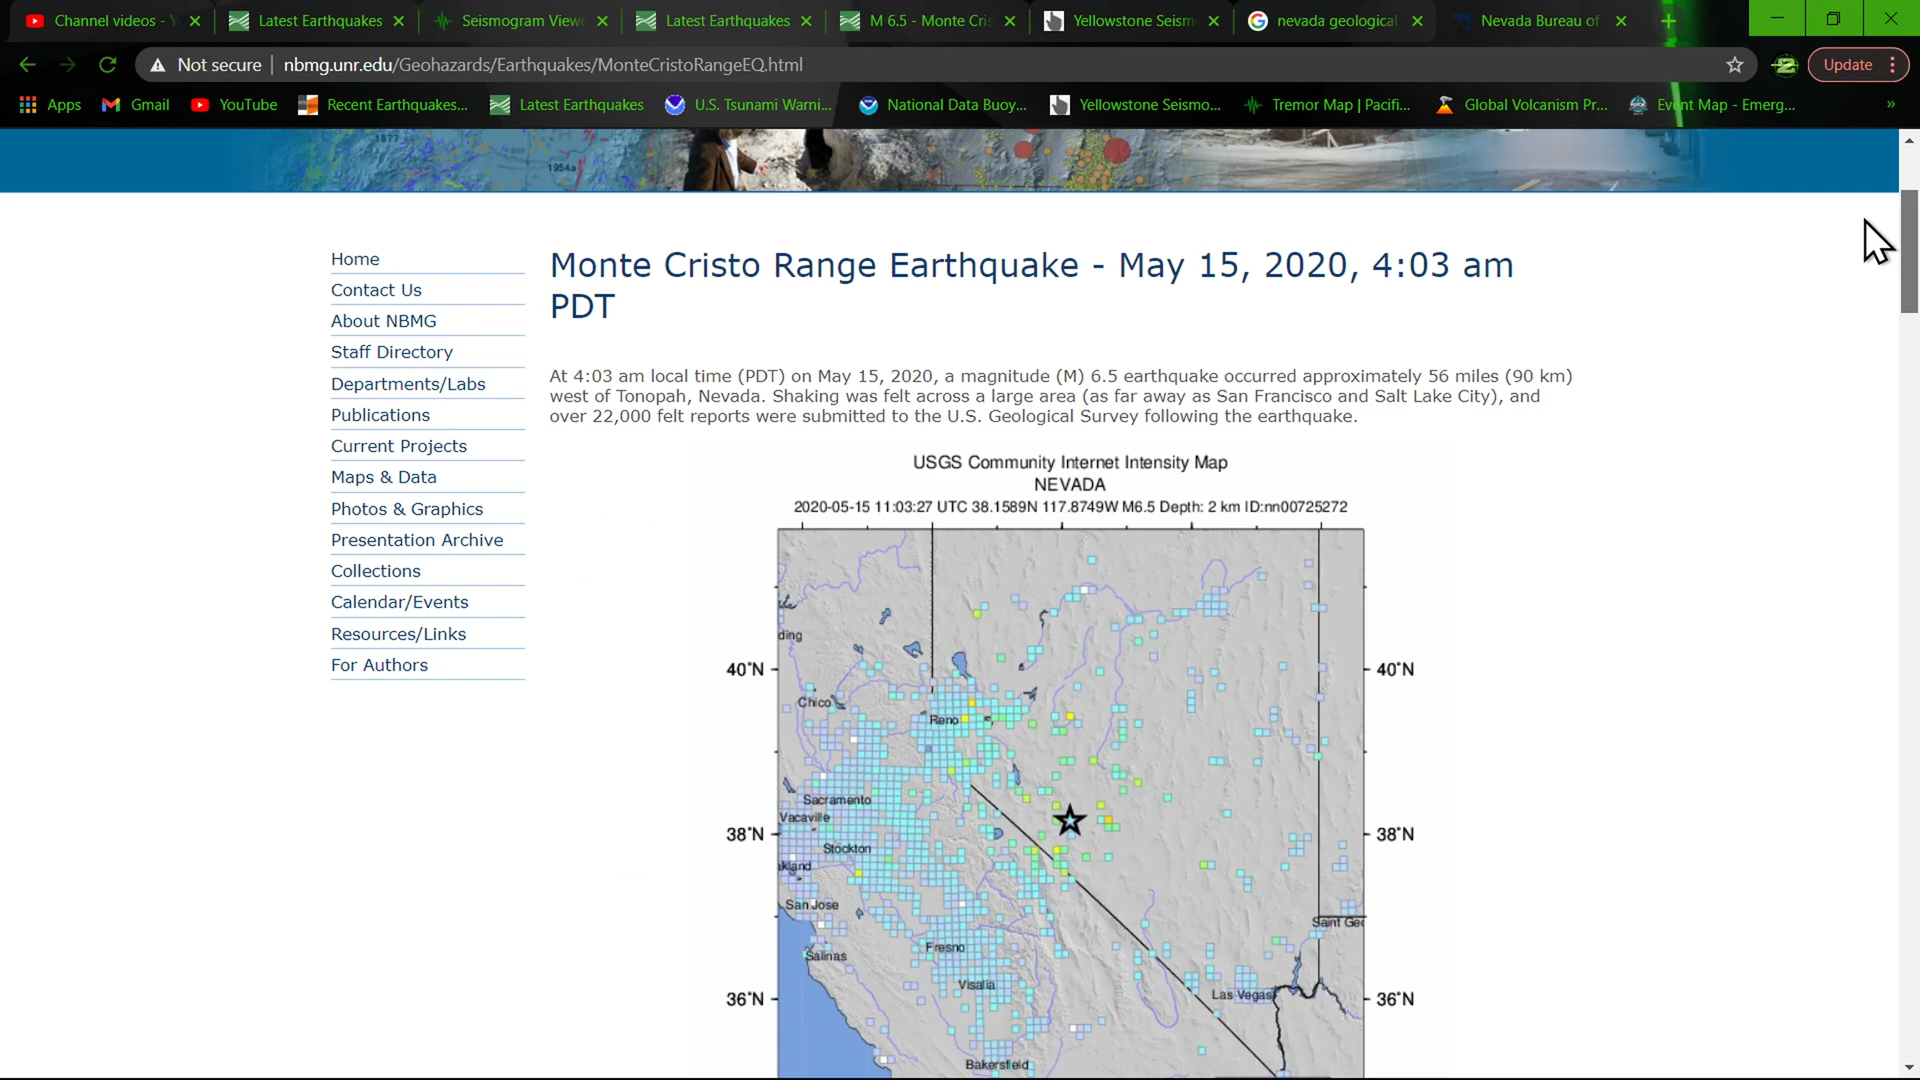 Channel videos - Y
Latest Earthquakes
Seismogram Viewe
Latest Earthquakes
M 6.5 - Monte Cris
Yellowstone Seism
nevada geological
Nevada Bureau of
Not secure
nbmg.unr.edu/Geohazards/Earthquakes/MonteCristoRangeEQ.html
Update
Apps
Gmail
YouTube
Recent Earthquakes...
Latest Earthquakes
U.S. Tsunami Warni...
National Data Buoy...
Yellowstone Seismo...
Tremor Map | Pacifi...
Global Volcanism Pr...
Event Map - Emerg...
»
1877
1954a
Home
Contact Us
About NBMG
Staff Directory
Departments/Labs
Publications
Current Projects
Maps & Data
Photos & Graphics
Presentation Archive
Collections
Calendar/Events
Resources/Links
For Authors
Monte Cristo Range Earthquake - May 15, 2020, 4:03 am
PDT
At 4:03 am local time (PDT) on May 15, 2020, a magnitude (M) 6.5 earthquake occurred approximately 56 miles (90 km)
west of Tonopah, Nevada. Shaking was felt across a large area (as far away as San Francisco and Salt Lake City), and
over 22,000 felt reports were submitted to the U.S. Geological Survey following the earthquake.
USGS Community Internet Intensity Map
NEVADA
2020-05-15 11:03:27 UTC 38.1589N 117.8749W M6.5 Depth: 2 km ID:nn00725272
ding
40°N
40°N
Chico
Reno
Sacramento
Vacaville
38°N
38°N
Stockton
kland
San Jose
Saint Geo
Fresno
Salinas
Visalia
36°N
Las Vegas
36°N
Bakersfield